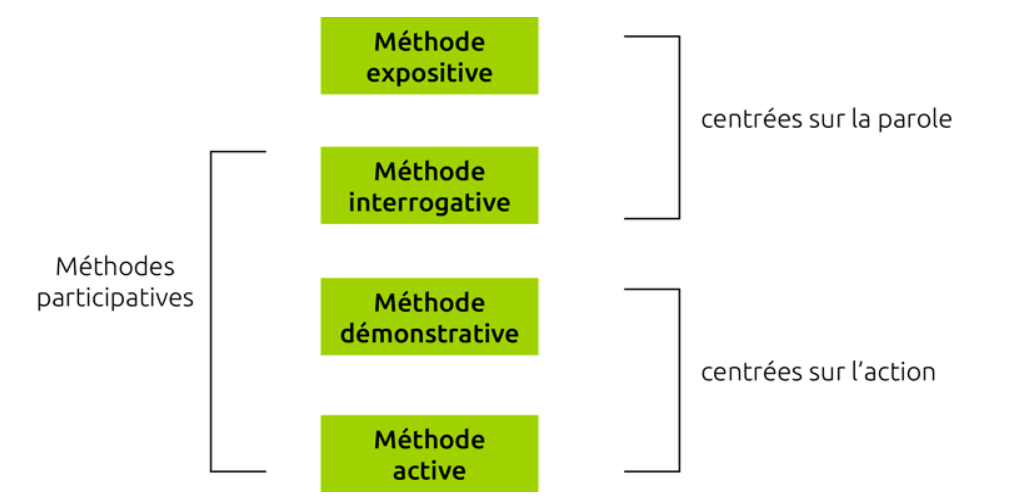 Méthode
expositive
centrées sur la parole
Méthode
interrogative
Méthodes
participatives
Méthode
démonstrative
centrées sur l’action
Méthode
active